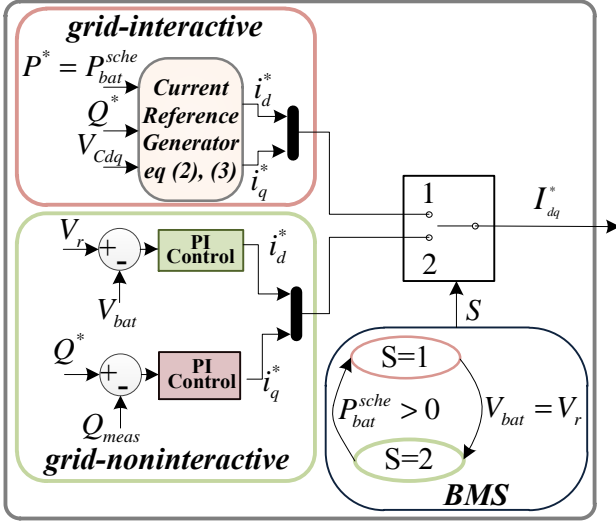 grid-interactive
P* = P_bat^sche
Q*
V_Cdq
Current
Reference
Generator
eq (2), (3)
i_d*
i_q*
1
2
I_dq*
S
V_r
+
-
V_bat
PI
Control
i_d*
Q*
+
-
Q_meas
PI
Control
i_q*
grid-noninteractive
S=1
P_bat^sche > 0
V_bat = V_r
S=2
BMS